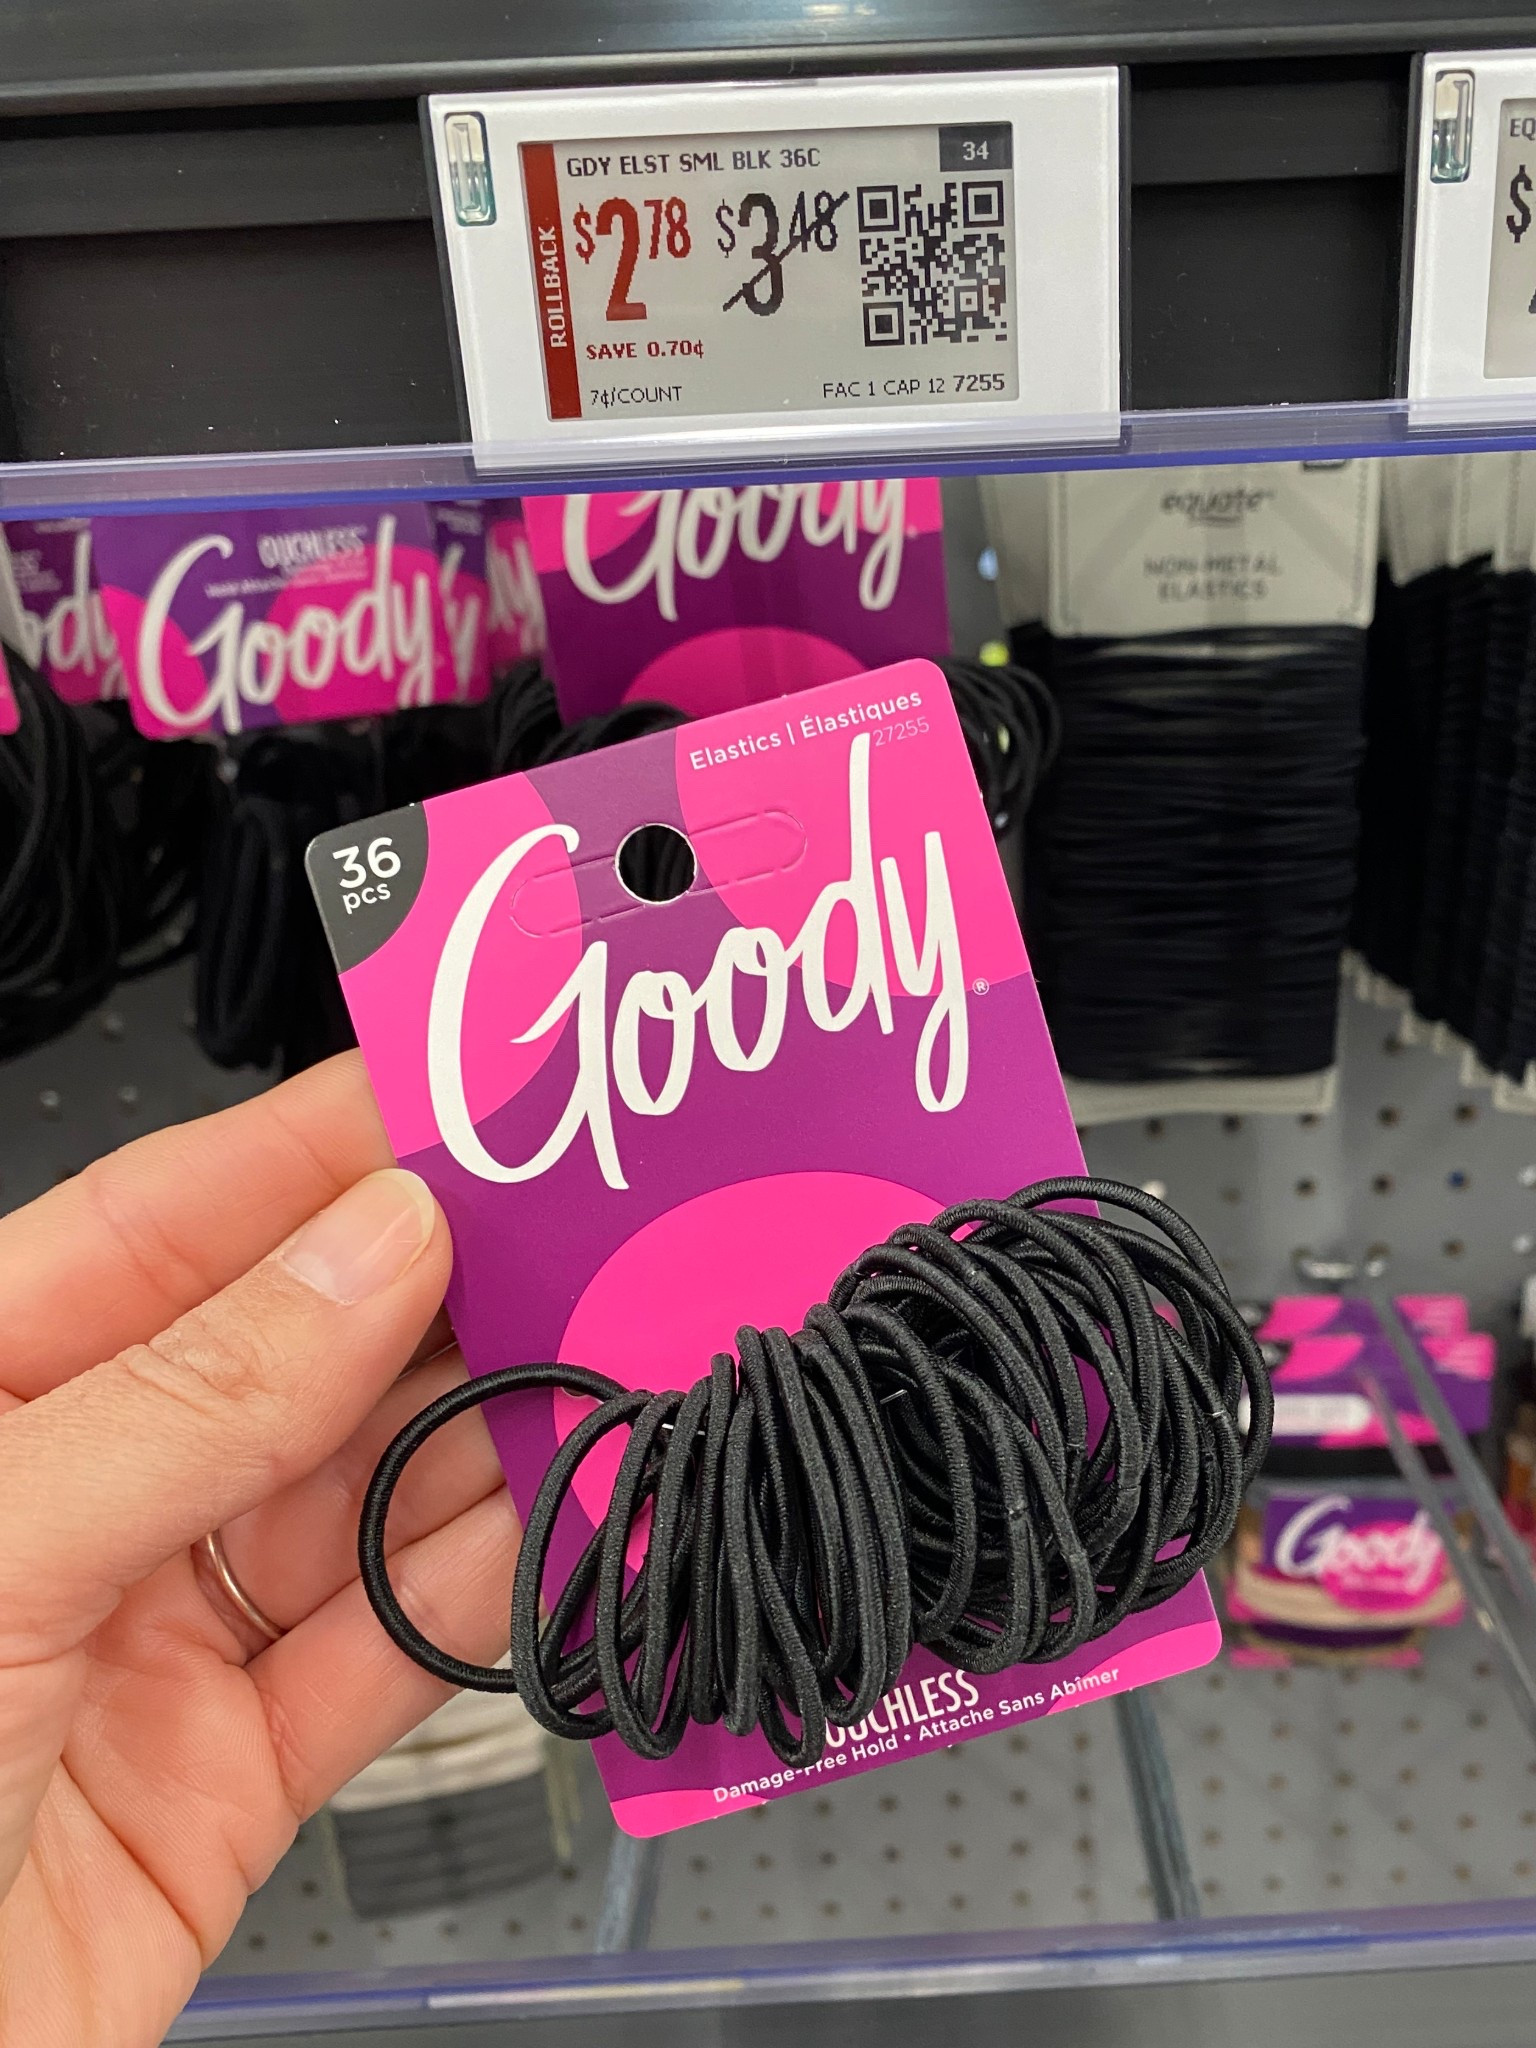 GDY ELST SML BLK 36C
34
ROLLBACK
$2.78 $3.48
SAVE 0.70¢
7¢/COUNT
FAC 1 CAP 12 7255
EQ
$
OUCHLESS
Goody
Goody
equate
NON-METAL
ELASTICS
Elastics | Élastiques
27255
36
pcs
Goody®
OUCHLESS
Damage-Free Hold • Attache Sans Abîmer
Goody